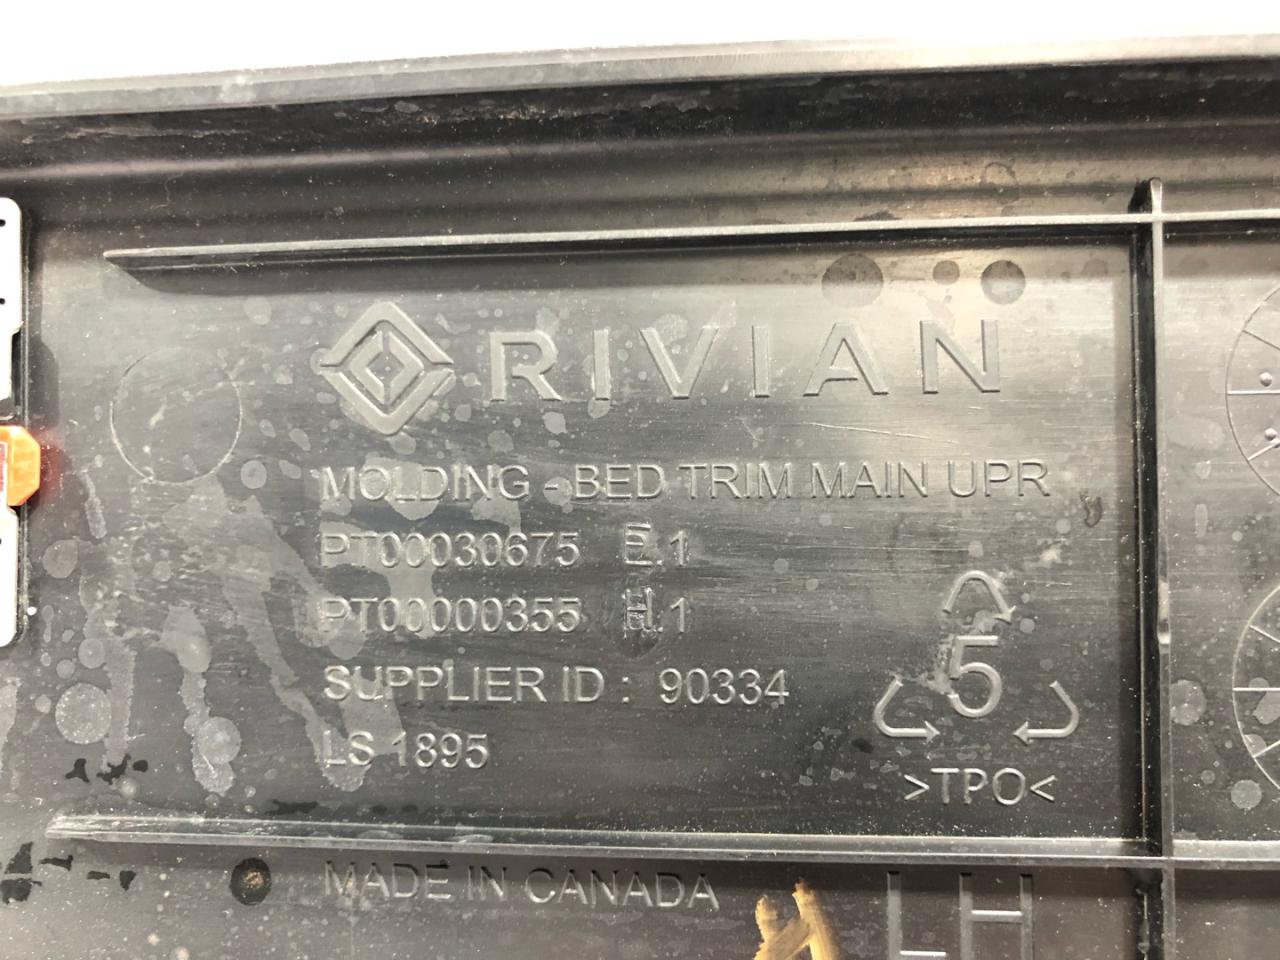 RIVIAN
MOLDING - BED TRIM MAIN UPR
PT00030675 E.1
PT00000355 H.1
SUPPLIER ID : 90334
LS 1895
5
>TPO<
MADE IN CANADA
LH